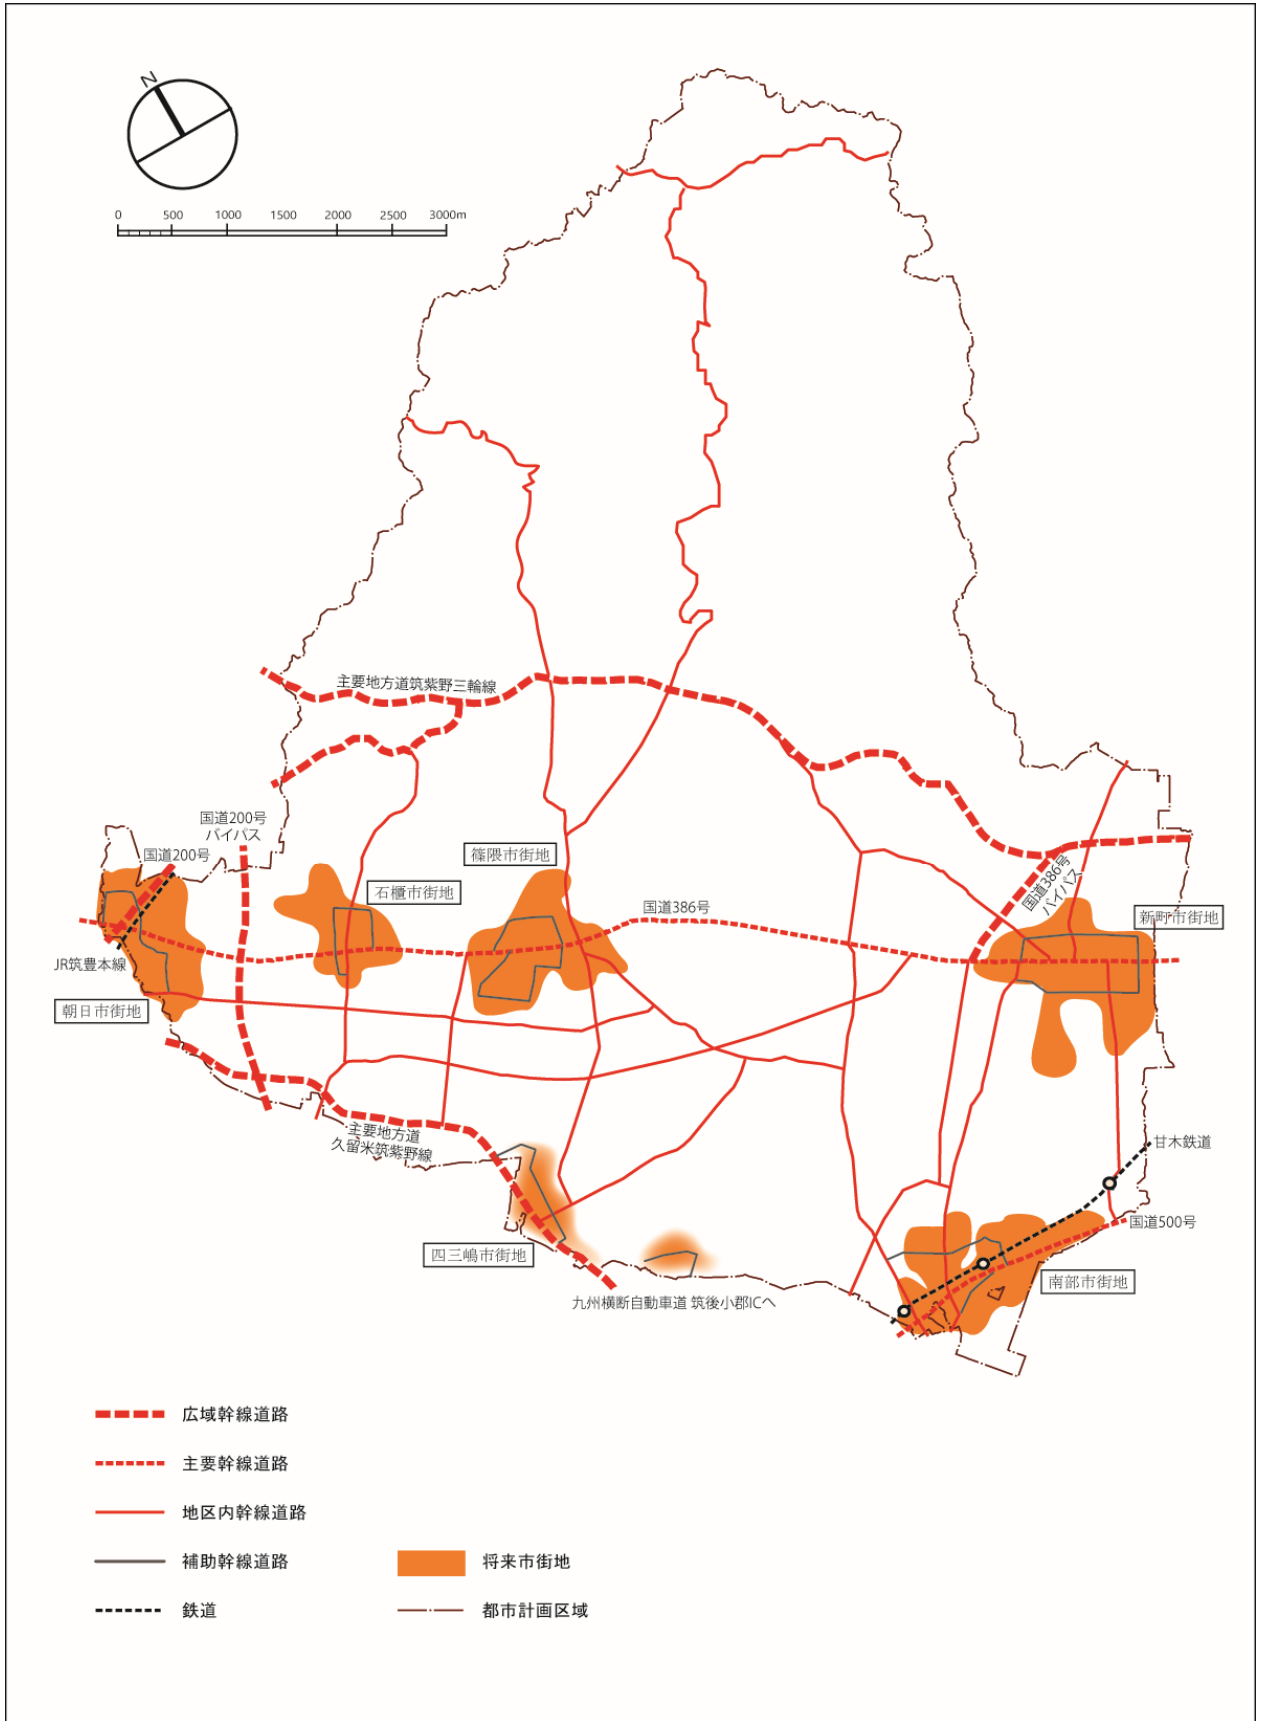 N
0 500 1000 1500 2000 2500 3000m
主要地方道筑紫野三輪線
国道200号
バイパス
国道200号
篠隈市街地
石櫃市街地
国道386号
国道386号
バイパス
新町市街地
JR筑豊本線
朝日市街地
主要地方道
久留米筑紫野線
甘木鉄道
国道500号
四三嶋市街地
南部市街地
九州横断自動車道 筑後小郡ICへ
広域幹線道路
主要幹線道路
地区内幹線道路
補助幹線道路
将来市街地
鉄道
都市計画区域